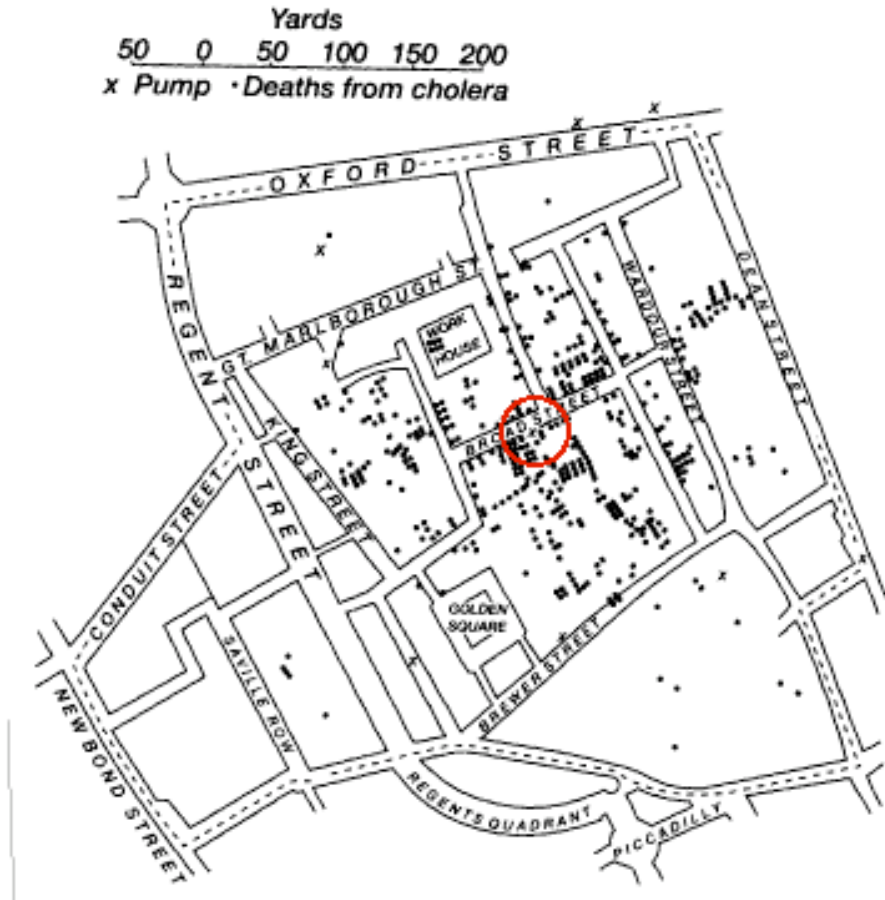 Yards
50 0 50 100 150 200
x Pump • Deaths from cholera
OXFORD STREET
REGENT STREET
GT. MARLBOROUGH ST
WORK
HOUSE
WARDOUR STREET
DEAN STREET
KING STREET
BROAD STREET
CONDUIT STREET
GOLDEN
SQUARE
SAVILLE ROW
BREWER STREET
NEW BOND STREET
REGENTS QUADRANT
PICCADILLY